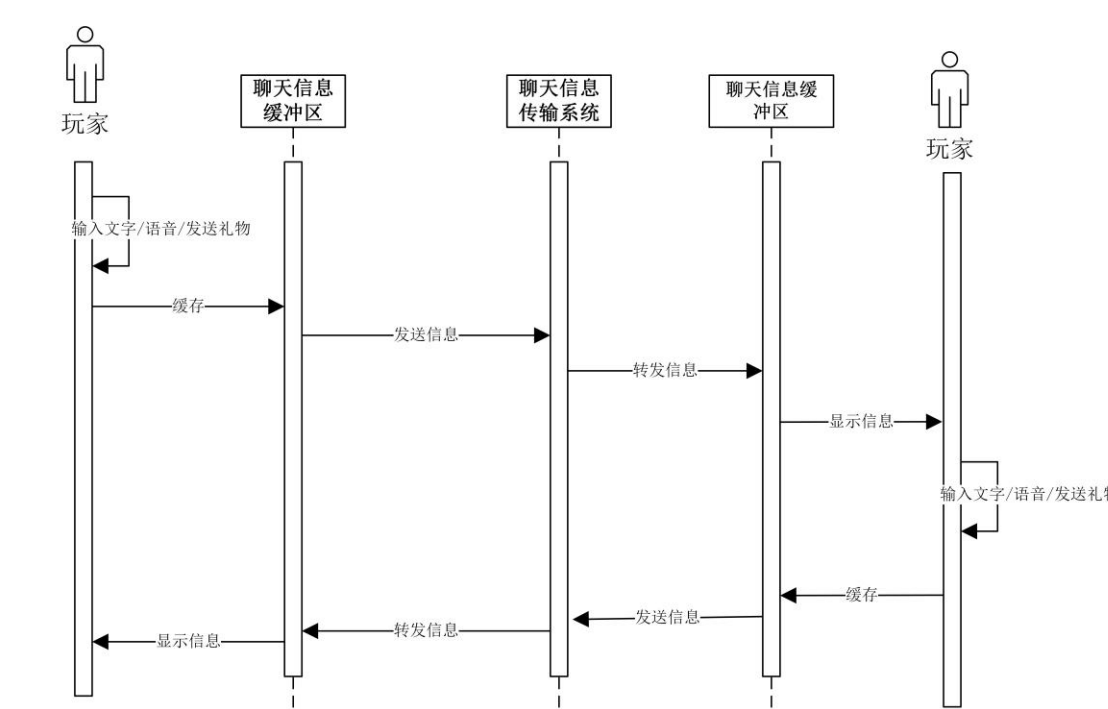 聊天信息
缓冲区
聊天信息
传输系统
聊天信息缓
冲区
玩家
玩家
输入文字/语音/发送礼物
缓存
发送信息
转发信息
显示信息
输入文字/语音/发送礼
缓存
发送信息
转发信息
显示信息